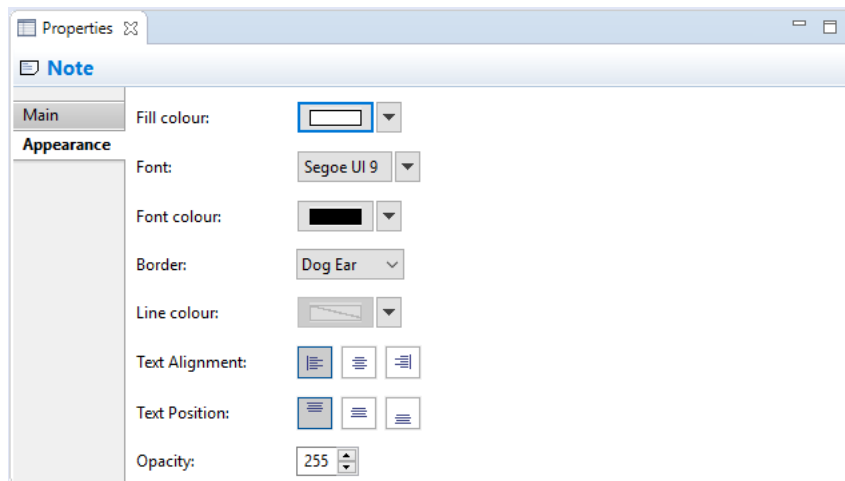 Properties
Note
Main
Appearance
Fill colour:
Font: Segoe UI 9
Font colour:
Border: Dog Ear
Line colour:
Text Alignment:
Text Position:
Opacity: 255